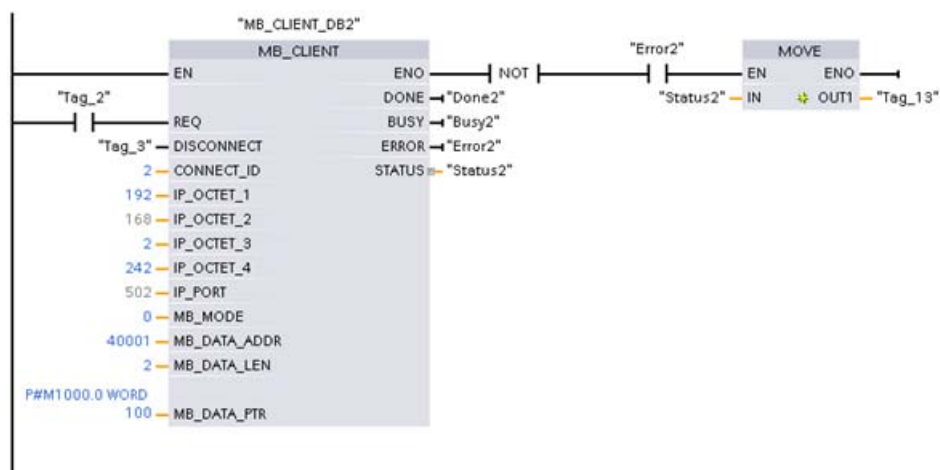 "MB_CLIENT_DB2"
MB_CLIENT "Error2" MOVE
EN ENO NOT EN ENO
"Tag_2" DONE "Done2" "Status2" IN OUT1 "Tag_13"
REQ BUSY "Busy2"
"Tag_3" DISCONNECT ERROR "Error2"
2 CONNECT_ID STATUS "Status2"
192 IP_OCTET_1
168 IP_OCTET_2
2 IP_OCTET_3
242 IP_OCTET_4
502 IP_PORT
0 MB_MODE
40001 MB_DATA_ADDR
2 MB_DATA_LEN
P#M1000.0 WORD
100 MB_DATA_PTR